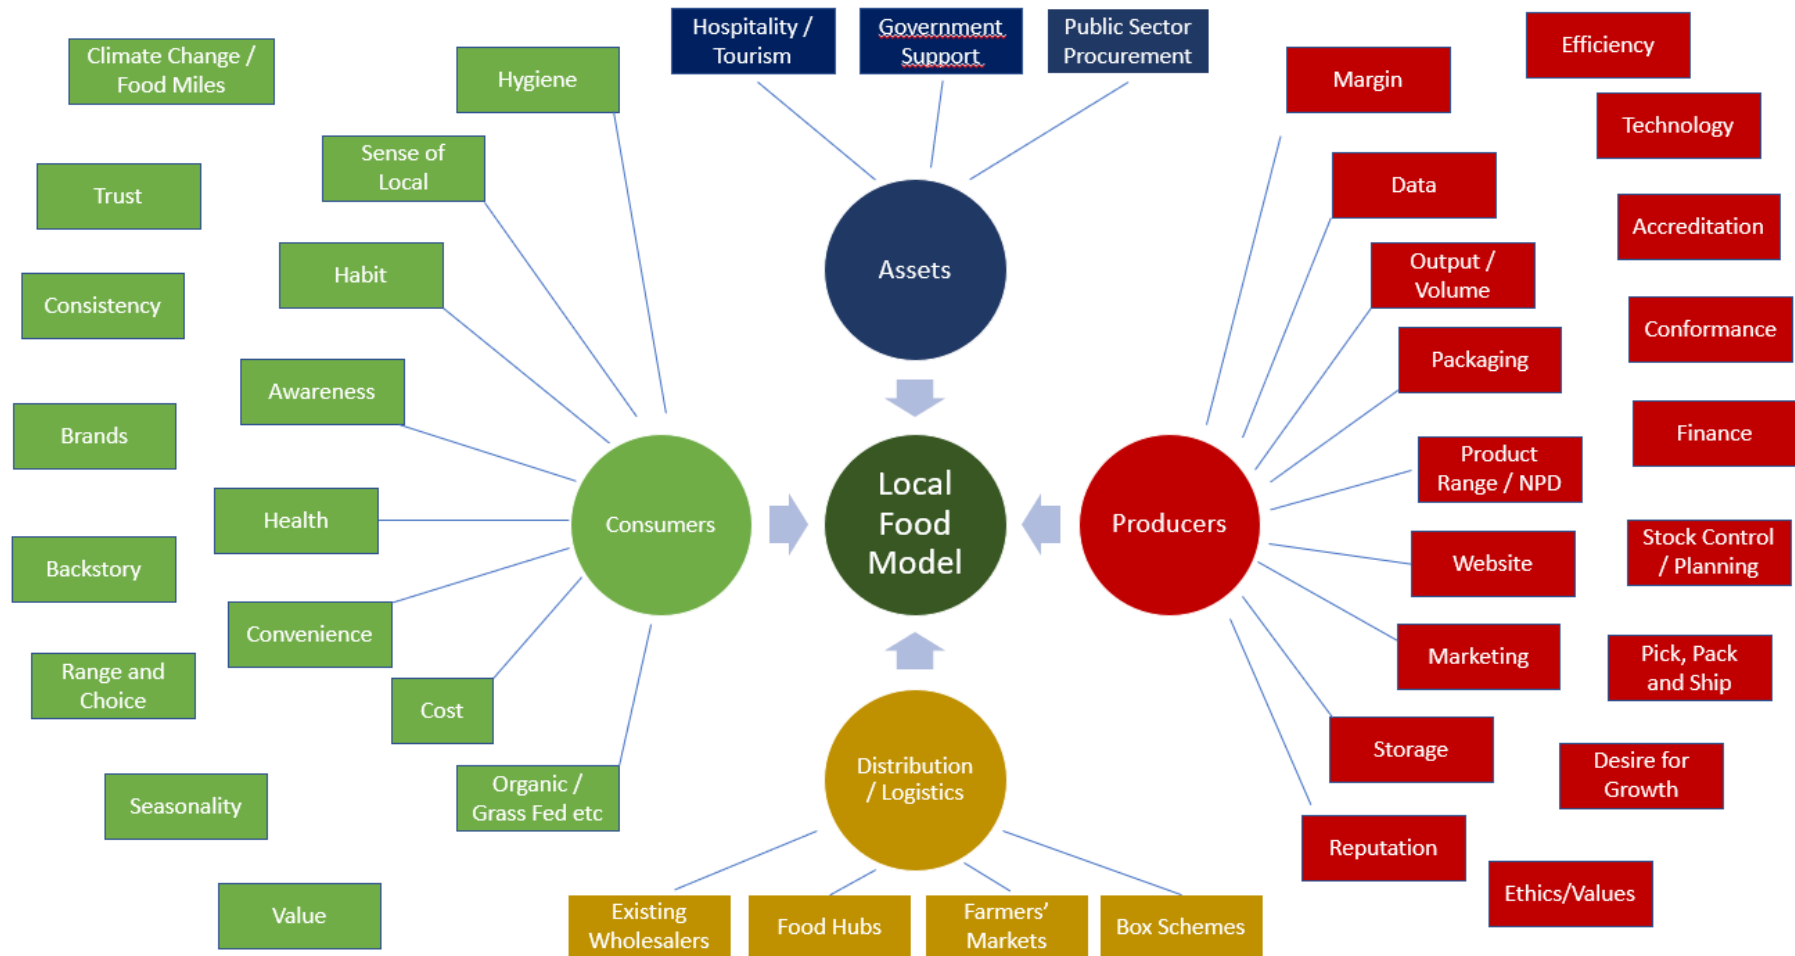 Hospitality /
Tourism
Government
Support
Public Sector
Procurement
Assets
Climate Change /
Food Miles
Hygiene
Trust
Sense of
Local
Consistency
Habit
Brands
Awareness
Backstory
Health
Range and
Choice
Convenience
Seasonality
Cost
Value
Organic /
Grass Fed etc
Consumers
Local
Food
Model
Producers
Margin
Efficiency
Technology
Data
Accreditation
Output /
Volume
Conformance
Packaging
Finance
Product
Range / NPD
Stock Control
/ Planning
Website
Marketing
Pick, Pack
and Ship
Storage
Desire for
Growth
Reputation
Ethics/Values
Distribution
/ Logistics
Existing
Wholesalers
Food Hubs
Farmers’
Markets
Box Schemes